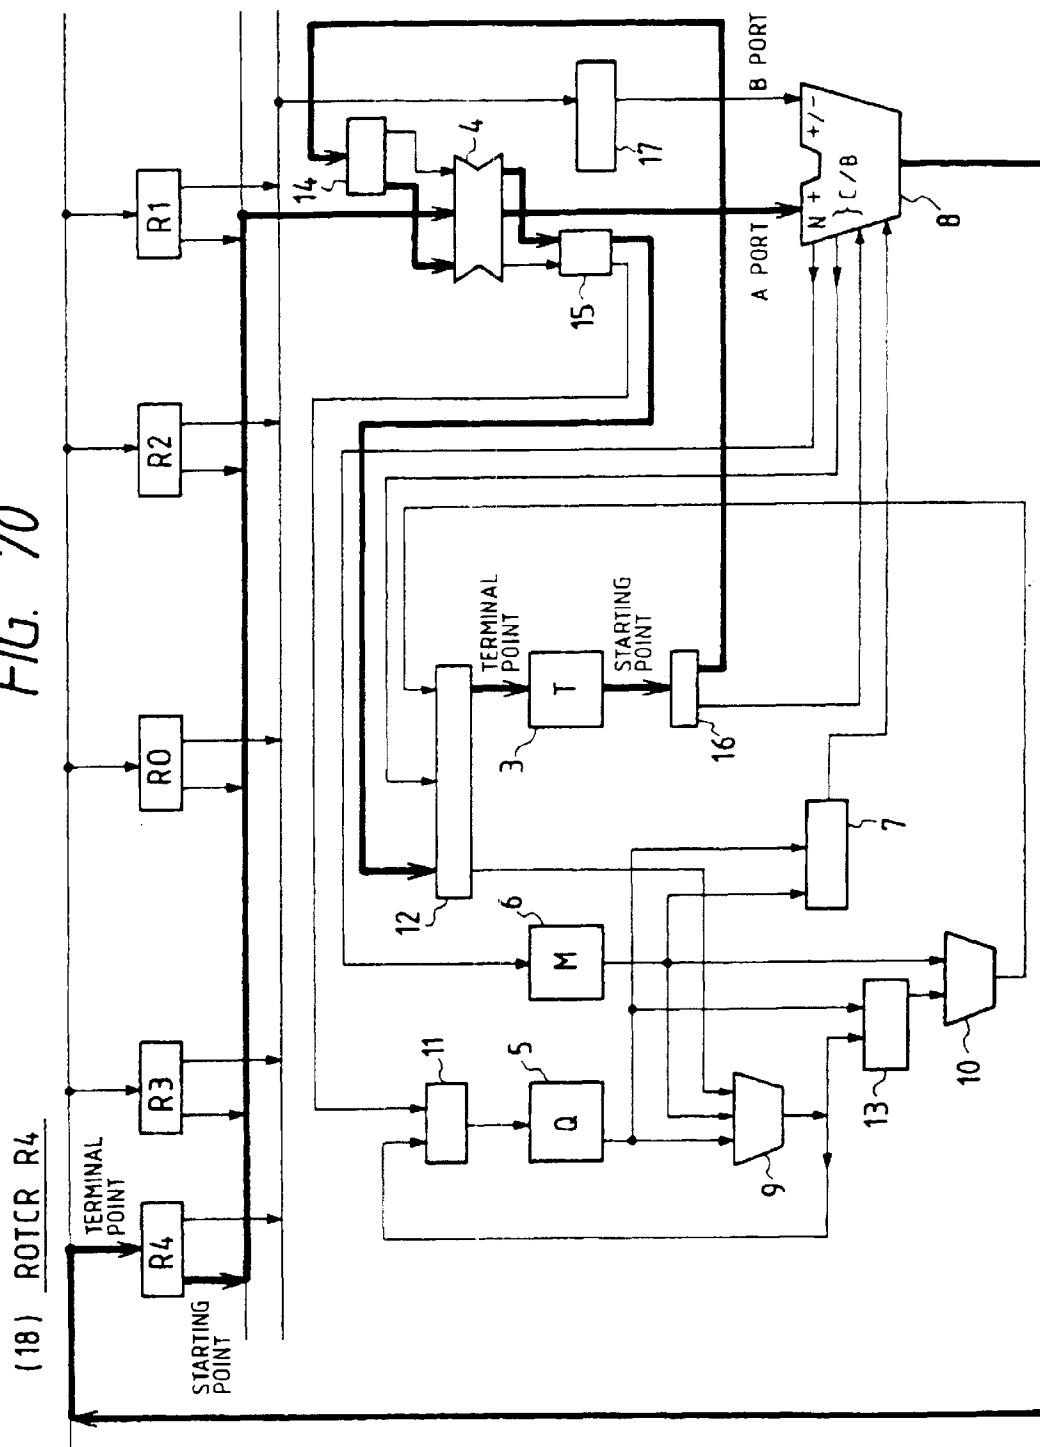 FIG. 70
(18) ROTCR R4
TERMINAL
POINT
R4
STARTING
POINT
R3
R0
R2
R1
14
4
15
17
A PORT
B PORT
N + +/-
} C/B
8
12
TERMINAL
POINT
3
T
STARTING
POINT
16
6
M
7
11
5
Q
9
13
10